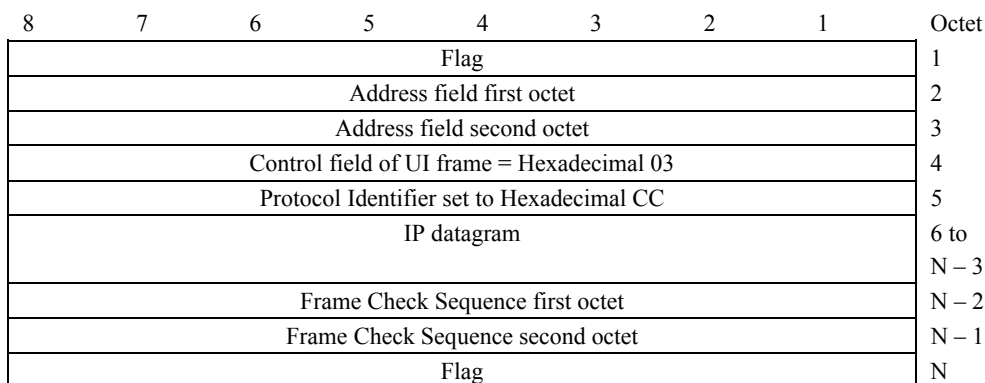 8 7 6 5 4 3 2 1 Octet
Flag 1
Address field first octet 2
Address field second octet 3
Control field of UI frame = Hexadecimal 03 4
Protocol Identifier set to Hexadecimal CC 5
IP datagram 6 to
N – 3
Frame Check Sequence first octet N – 2
Frame Check Sequence second octet N – 1
Flag N